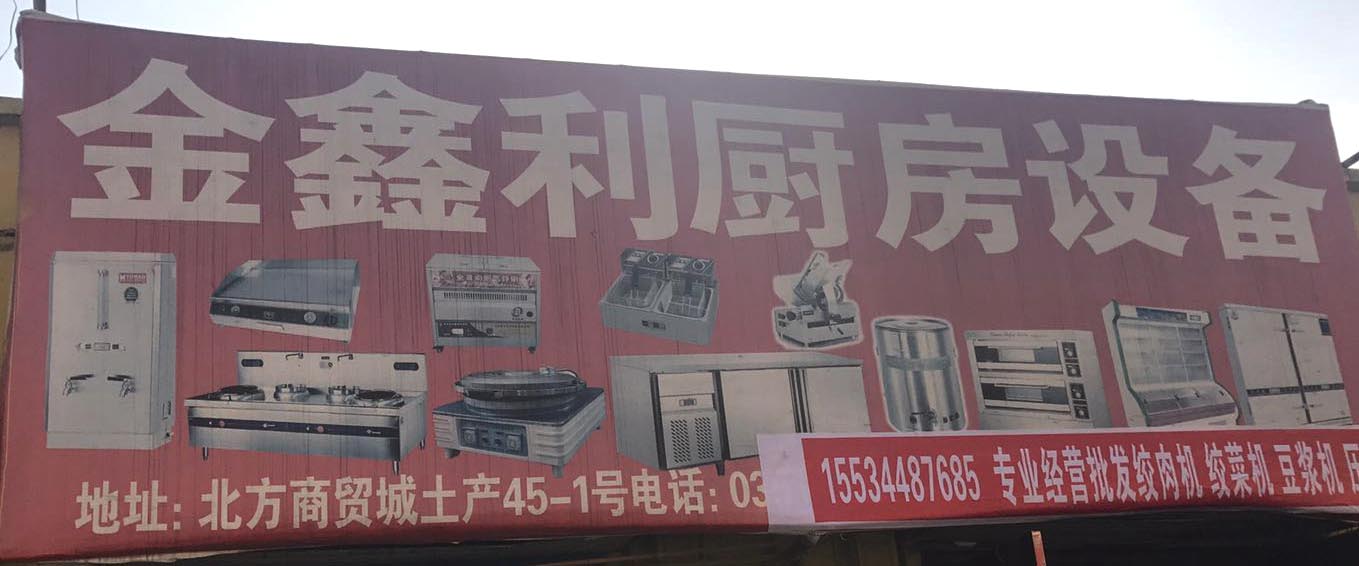 金鑫利厨房设备
地址：北方商贸城土产45-1号电话：03
15534487685 专业经营批发绞肉机 绞菜机 豆浆机